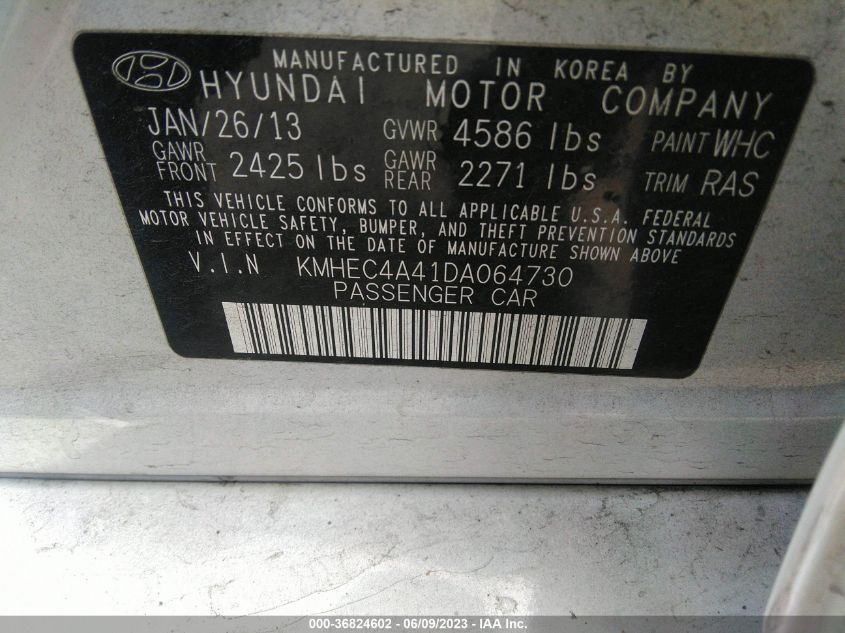 MANUFACTURED IN KOREA BY
HYUNDAI MOTOR COMPANY
JAN/26/13 GVWR 4586 lbs PAINT WHC
GAWR FRONT 2425 lbs GAWR REAR 2271 lbs TRIM RAS
THIS VEHICLE CONFORMS TO ALL APPLICABLE U.S.A. FEDERAL
MOTOR VEHICLE SAFETY, BUMPER, AND THEFT PREVENTION STANDARDS
IN EFFECT ON THE DATE OF MANUFACTURE SHOWN ABOVE
V.I.N KMHEC4A41DA064730
PASSENGER CAR
000-36824602 - 06/09/2023 - IAA Inc.